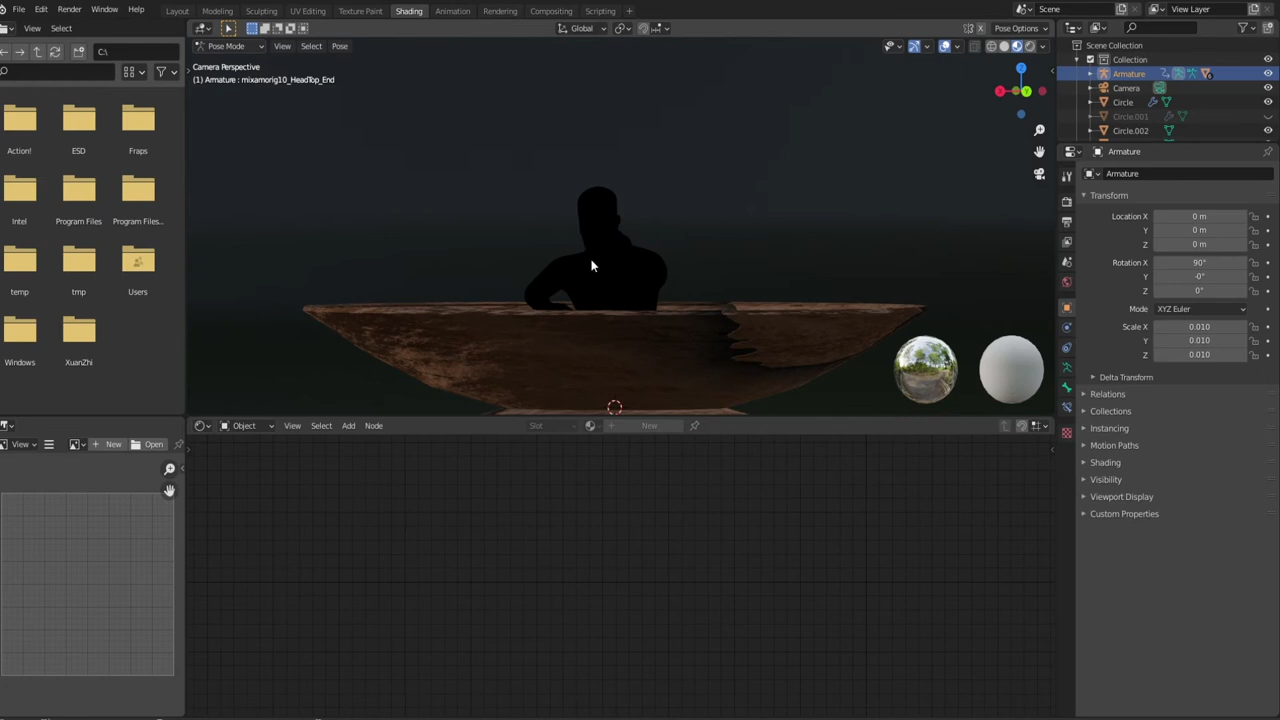 File Edit Render Window Help Layout Modeling Sculpting UV Editing Texture Paint Shading Animation Rendering Compositing Scripting + Scene View Layer
View Select Global Pose Options
C:\ Pose Mode View Select Pose
Camera Perspective
(1) Armature : mixamorig10_HeadTop_End
Action! ESD Fraps
Intel Program Files Program Files...
temp tmp Users
Windows XuanZhi
Z
X Y
Scene Collection
Collection
Armature
Camera
Circle
Circle.001
Circle.002
Armature
Armature
Transform
Location X 0 m
Y 0 m
Z 0 m
Rotation X 90°
Y -0°
Z 0°
Mode XYZ Euler
Scale X 0.010
Y 0.010
Z 0.010
Delta Transform
Relations
Collections
Instancing
Motion Paths
Shading
Visibility
Viewport Display
Custom Properties
Object View Select Add Node Slot New
View New Open